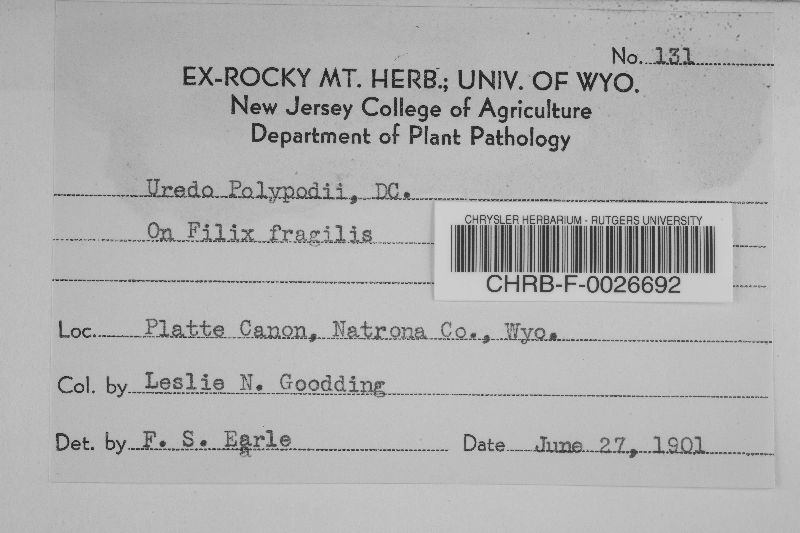 No. 131
EX-ROCKY MT. HERB.; UNIV. OF WYO.
New Jersey College of Agriculture
Department of Plant Pathology
Uredo Polypodii, DC.
On Filix fragilis
CHRYSLER HERBARIUM - RUTGERS UNIVERSITY
CHRB-F-0026692
Loc. Platte Canon, Natrona Co., Wyo.
Col. by Leslie N. Goodding
Det. by F. S. Earle
Date June 27, 1901